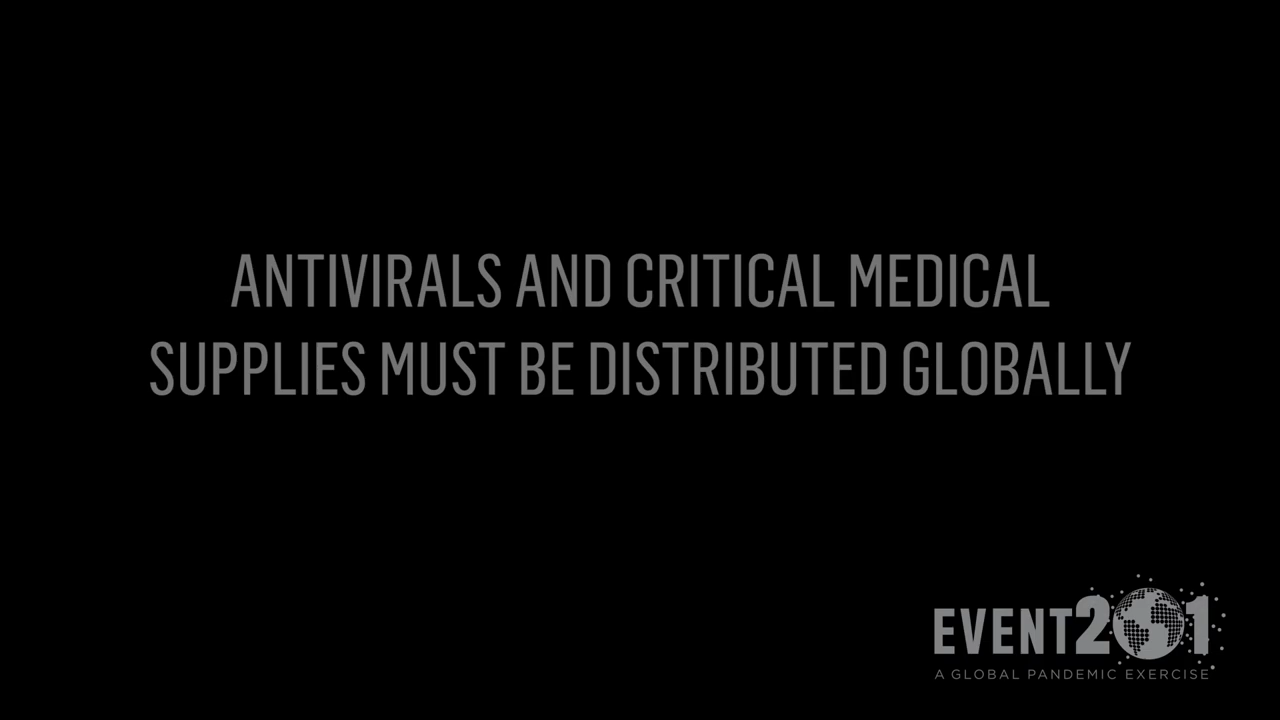 ANTIVIRALS AND CRITICAL MEDICAL
SUPPLIES MUST BE DISTRIBUTED GLOBALLY
EVENT201
A GLOBAL PANDEMIC EXERCISE